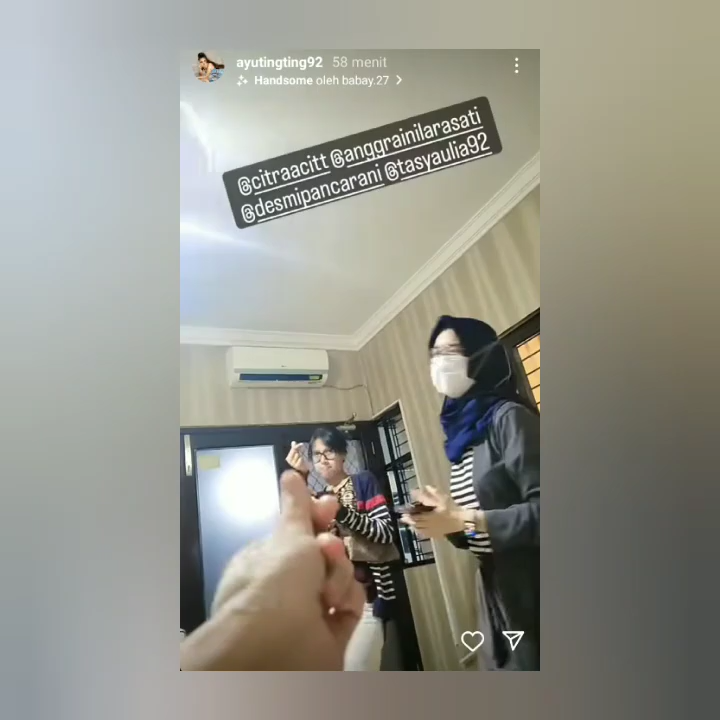 ayutingting92 58 menit
Handsome oleh babay.27
@citraacitt @anggrainilarasati
@desmipancarani @tasyaulia92